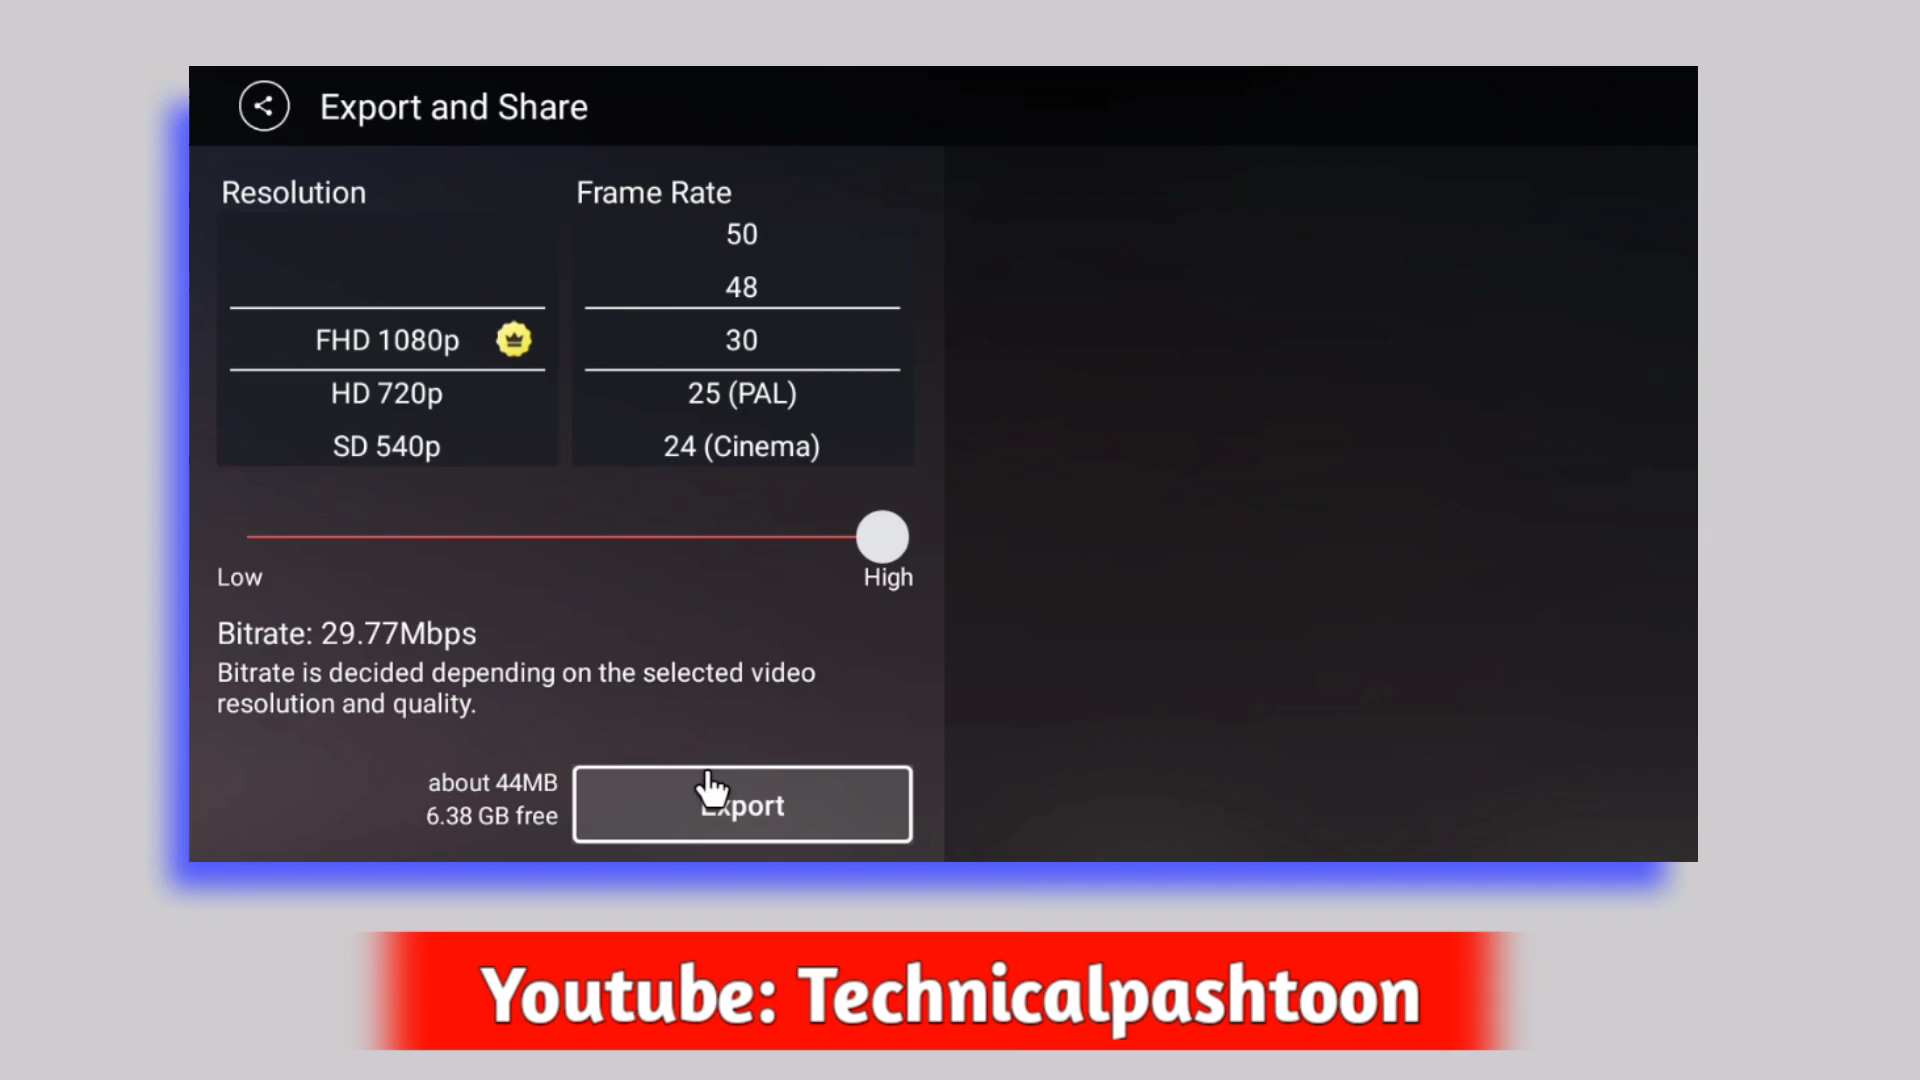 Export and Share
Resolution
Frame Rate
50
48
FHD 1080p
30
HD 720p
25 (PAL)
SD 540p
24 (Cinema)
Low
High
Bitrate: 29.77Mbps
Bitrate is decided depending on the selected video
resolution and quality.
about 44MB
6.38 GB free
Export
Youtube: Technicalpashtoon